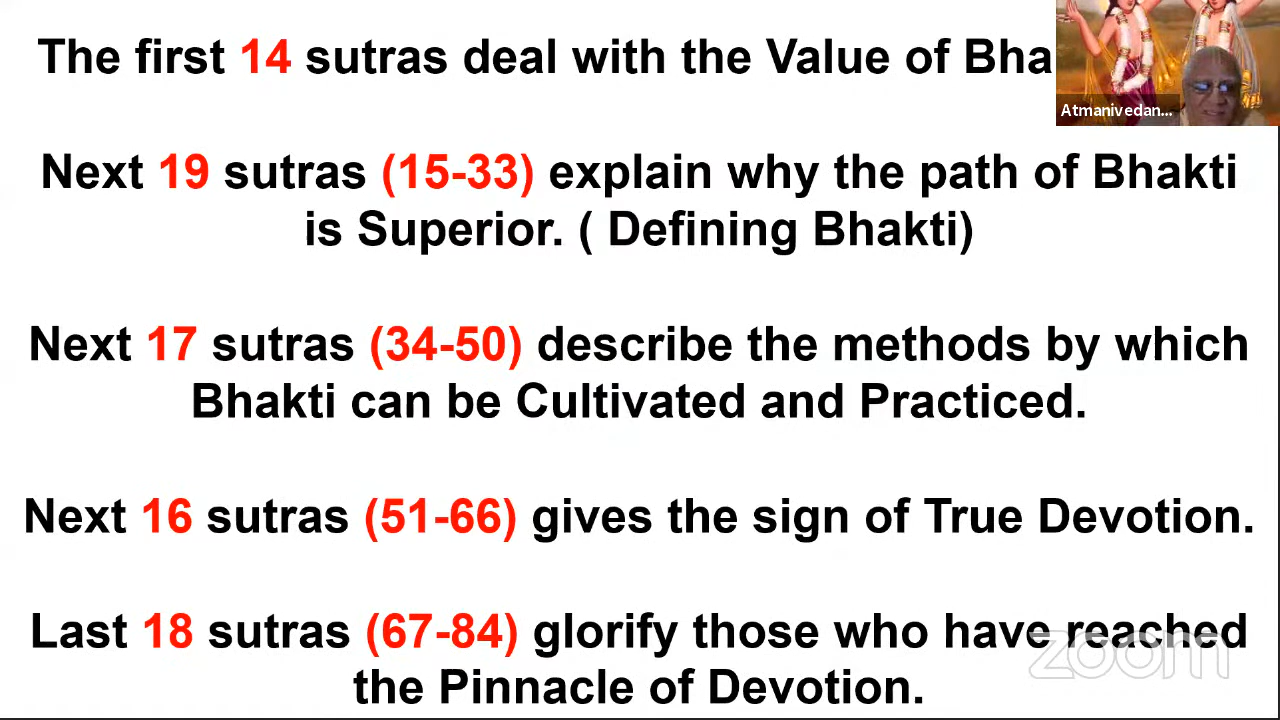 The first 14 sutras deal with the Value of Bha
Atmanivedan...
Next 19 sutras (15-33) explain why the path of Bhakti
is Superior. ( Defining Bhakti)
Next 17 sutras (34-50) describe the methods by which
Bhakti can be Cultivated and Practiced.
Next 16 sutras (51-66) gives the sign of True Devotion.
Last 18 sutras (67-84) glorify those who have reached
the Pinnacle of Devotion.
zoom